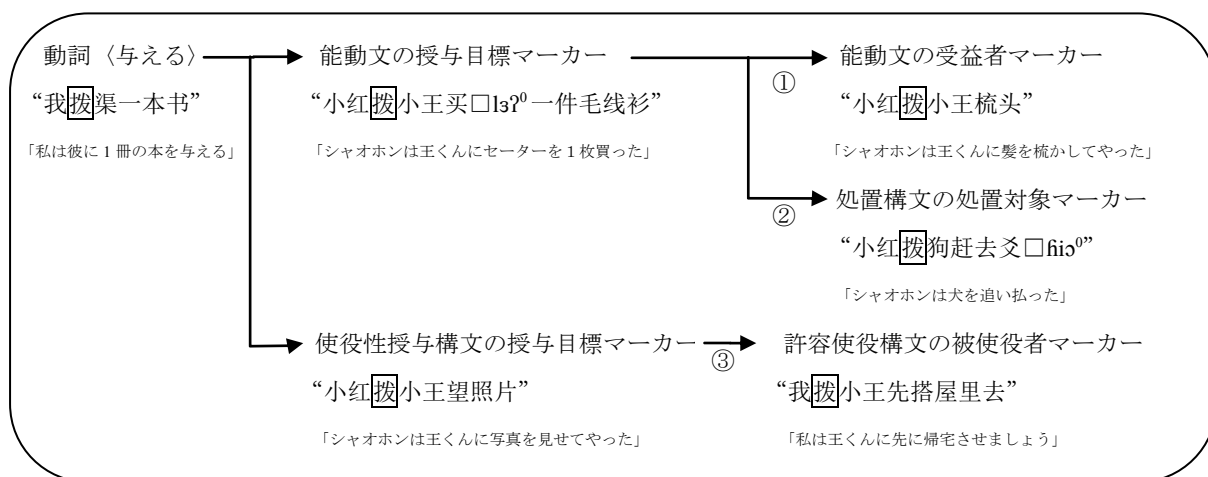 動詞〈与える〉 能動文の授与目標マーカー ① 能動文の受益者マーカー
“我拨渠一本书” “小红拨小王买□lɜʔ⁰一件毛线衫” “小红拨小王梳头”
「私は彼に1冊の本を与える」 「シャオホンは王くんにセーターを1枚買った」 「シャオホンは王くんに髪を梳かしてやった」
② 処置構文の処置対象マーカー
“小红拨狗赶去爻□ɦiɔ⁰”
「シャオホンは犬を追い払った」
使役性授与構文の授与目標マーカー ③ 許容使役構文の被使役者マーカー
“小红拨小王望照片” “我拨小王先搭屋里去”
「シャオホンは王くんに写真を見せてやった」 「私は王くんに先に帰宅させましょう」